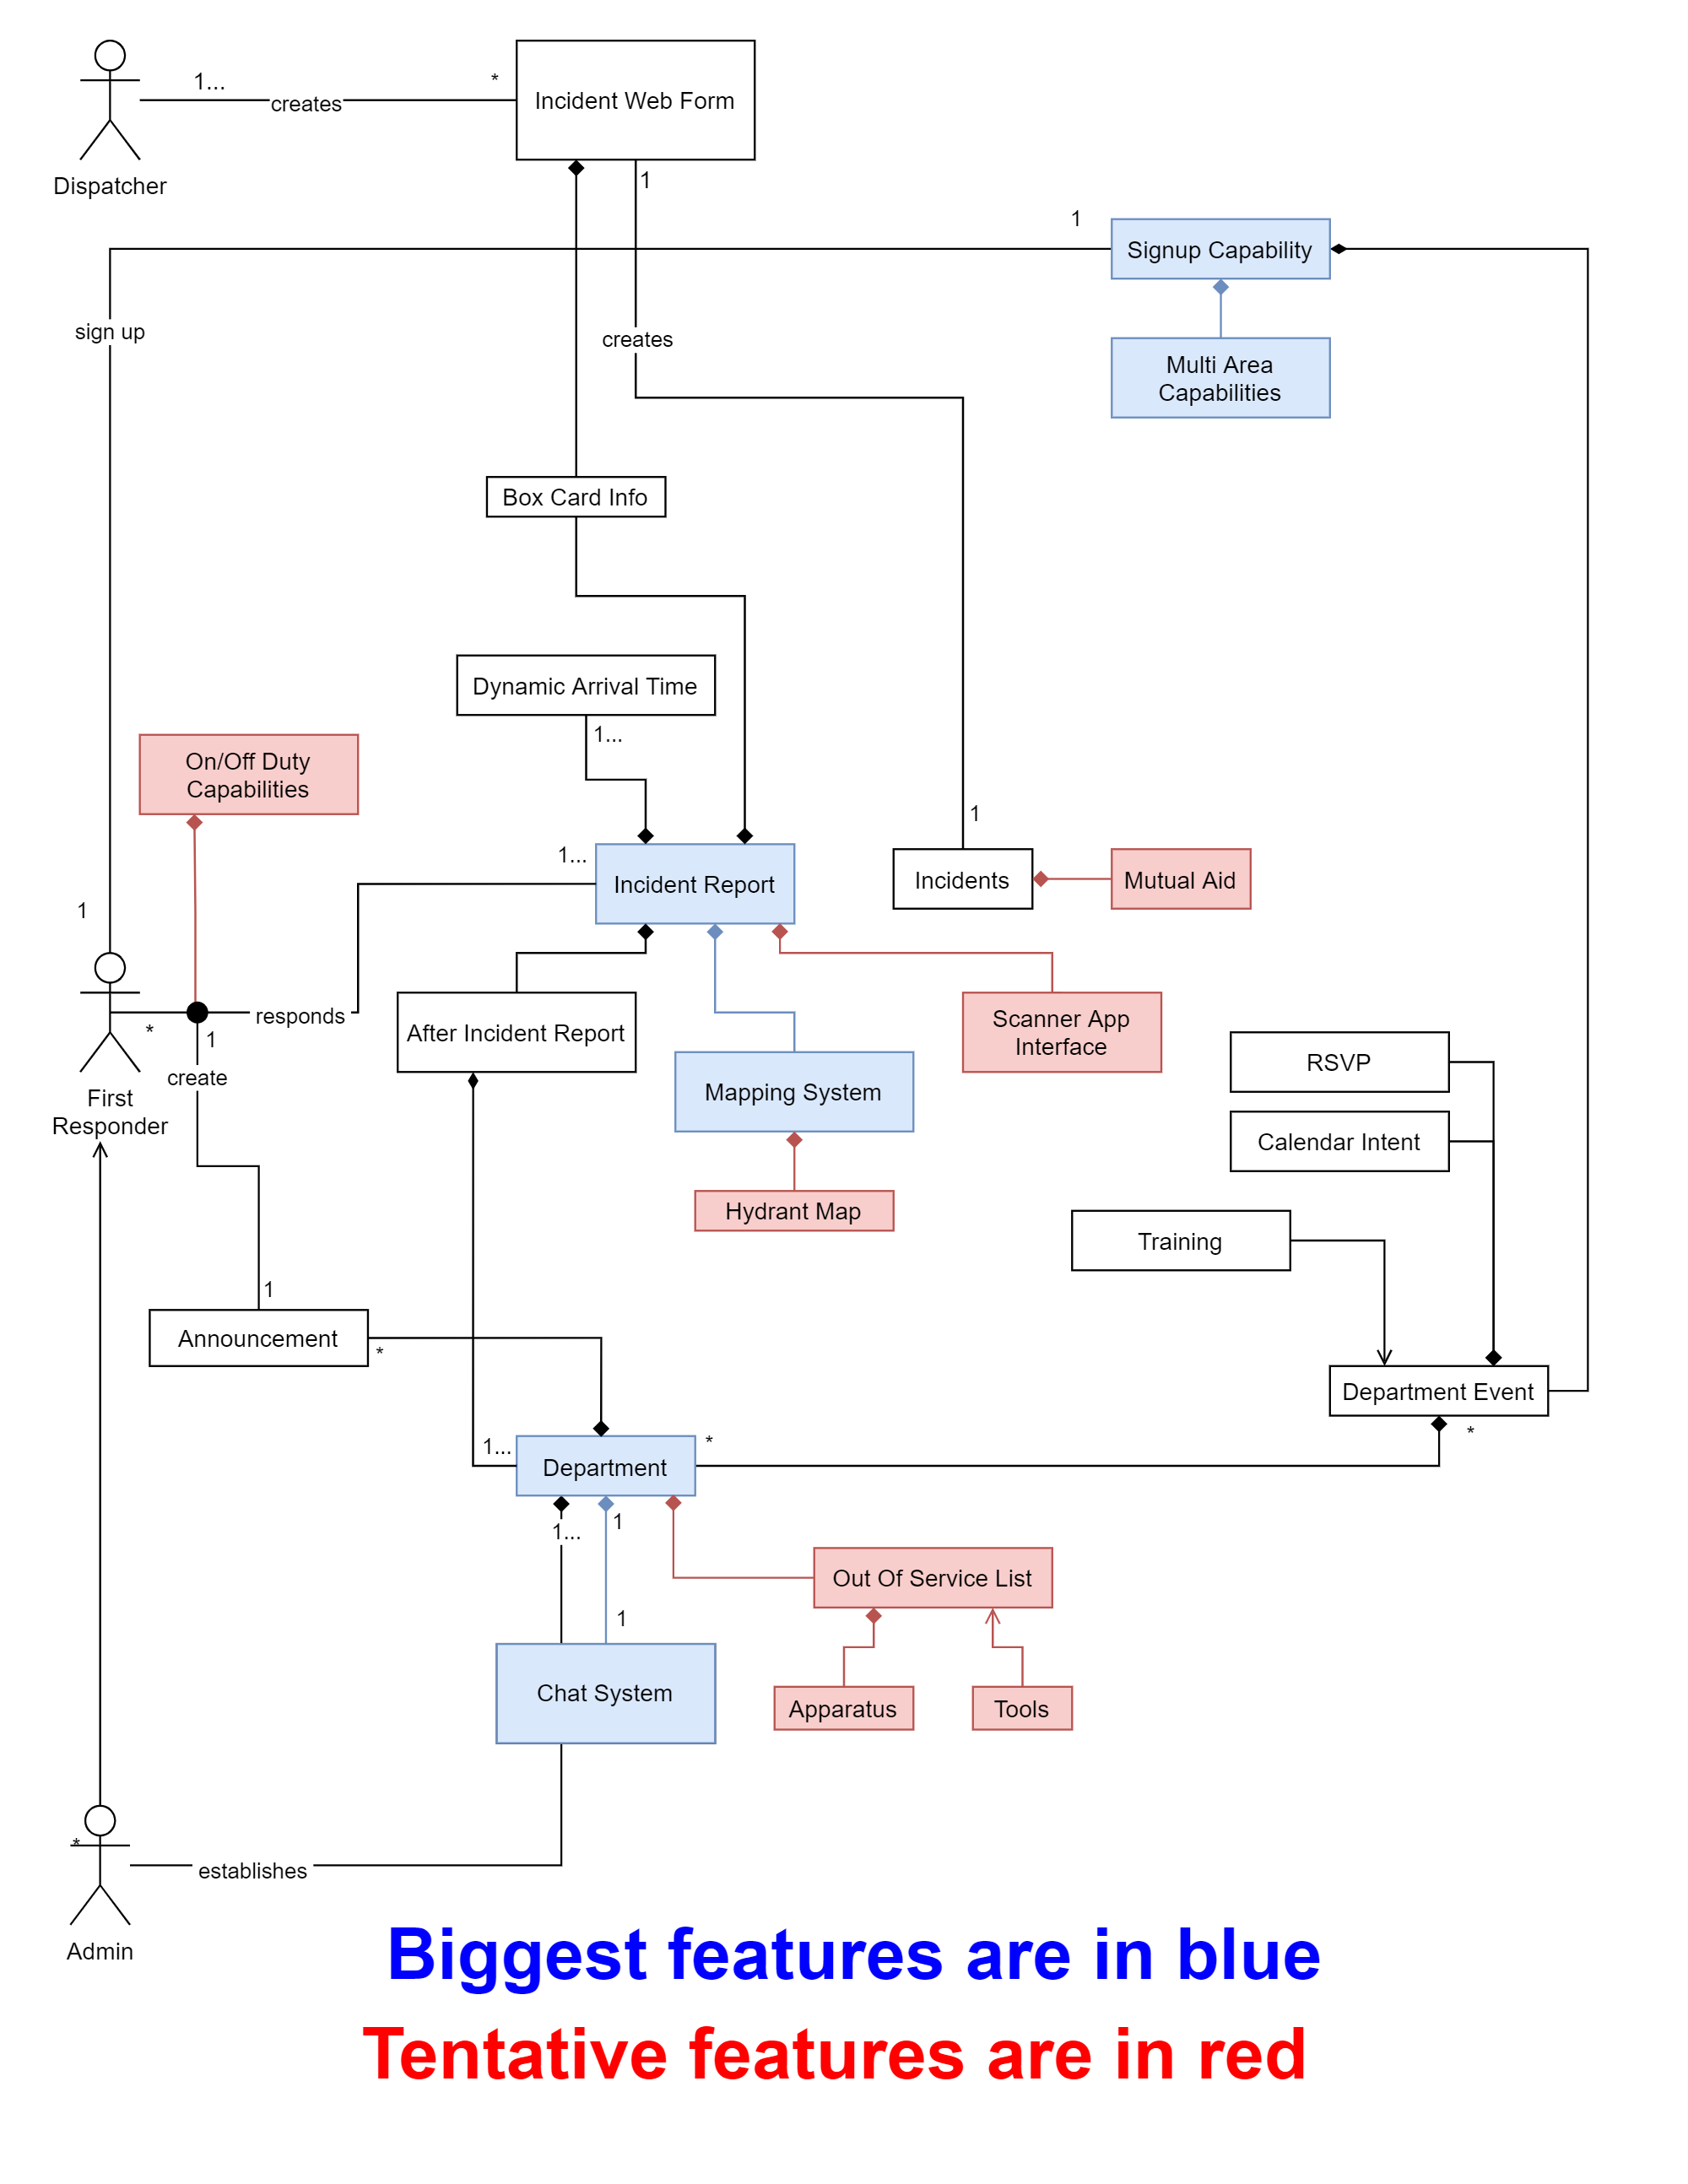 1...
*
creates
Incident Web Form
Dispatcher
1
1
Signup Capability
sign up
creates
Multi Area
Capabilities
Box Card Info
Dynamic Arrival Time
1...
On/Off Duty
Capabilities
1
1...
Incident Report
Incidents
Mutual Aid
1
*
1
responds
After Incident Report
Scanner App
Interface
create
First
Responder
Mapping System
RSVP
Calendar Intent
Hydrant Map
Training
1
Announcement
*
Department Event
*
1...
*
Department
1...
1
Out Of Service List
1
Chat System
Apparatus
Tools
*
establishes
Admin
Biggest features are in blue
Tentative features are in red